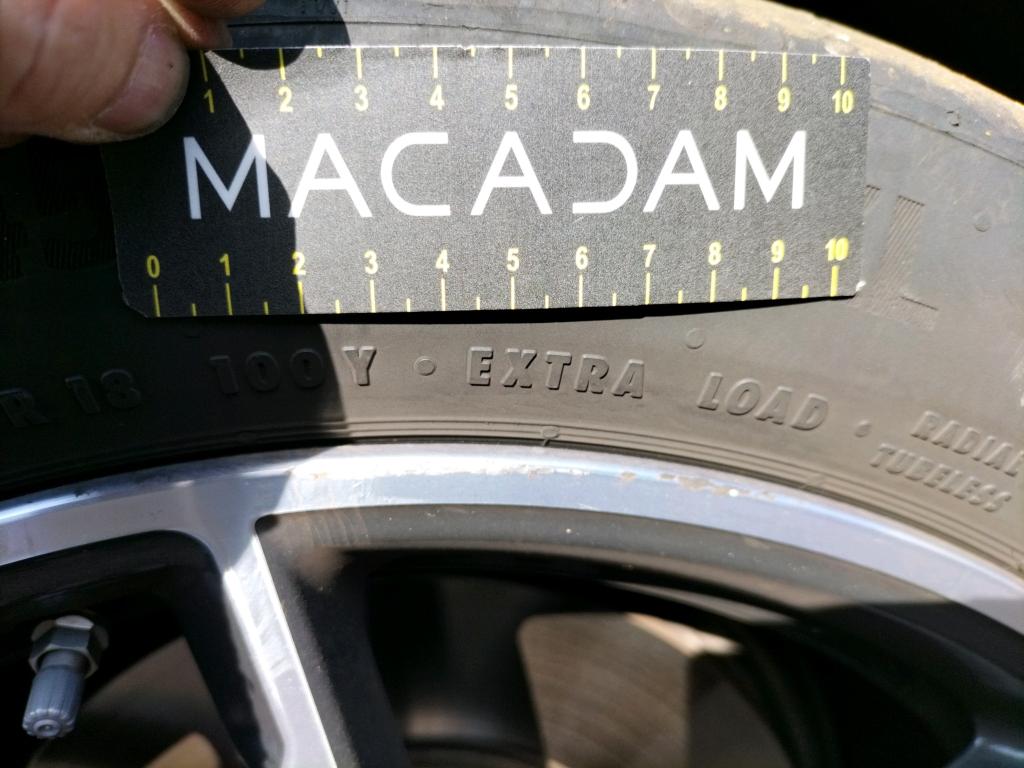 1 2 3 4 5 6 7 8 9 10
MACADAM
0 1 2 3 4 5 6 7 8 9 10
R 18 100Y • EXTRA LOAD • RADIAL
TUBELESS